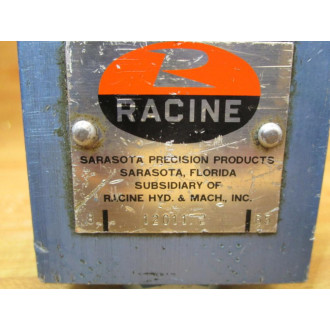 RACINE
SARASOTA PRECISION PRODUCTS
SARASOTA, FLORIDA
SUBSIDIARY OF
RACINE HYD. & MACH., INC.